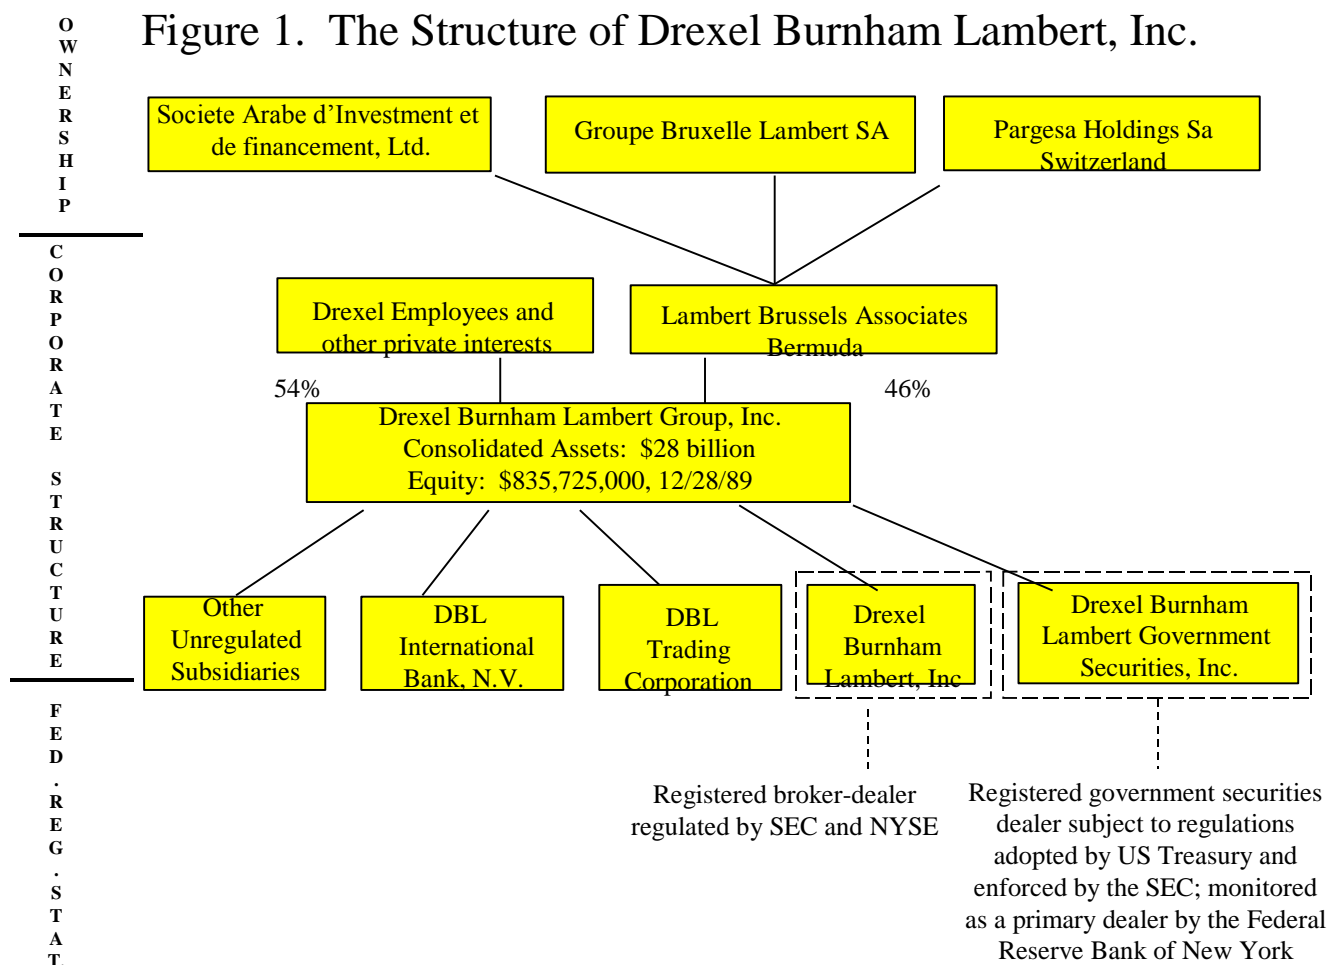 Figure 1. The Structure of Drexel Burnham Lambert, Inc.
OWNERSHIP
Societe Arabe d’Investment et
de financement, Ltd.
Groupe Bruxelle Lambert SA
Pargesa Holdings Sa
Switzerland
CORPORATE STRUCTURE
Drexel Employees and
other private interests
Lambert Brussels Associates
Bermuda
54%
46%
Drexel Burnham Lambert Group, Inc.
Consolidated Assets: $28 billion
Equity: $835,725,000, 12/28/89
Other
Unregulated
Subsidiaries
DBL
International
Bank, N.V.
DBL
Trading
Corporation
Drexel
Burnham
Lambert, Inc
Drexel Burnham
Lambert Government
Securities, Inc.
FED.REG.STAT.
Registered broker-dealer
regulated by SEC and NYSE
Registered government securities
dealer subject to regulations
adopted by US Treasury and
enforced by the SEC; monitored
as a primary dealer by the Federal
Reserve Bank of New York